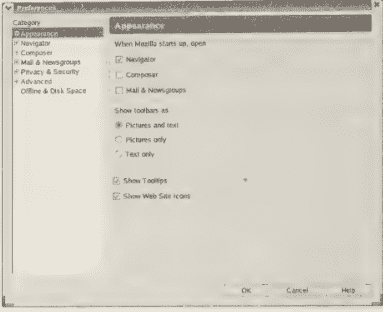 Preferences
Category
Appearance
Navigator
Composer
Mail & Newsgroups
Privacy & Security
Advanced
Offline & Disk Space
Appearance
When Mozilla starts up, open
Navigator
Composer
Mail & Newsgroups
Show toolbars as
Pictures and text
Pictures only
Text only
Show Tooltips
Show Web Site Icons
OK
Cancel
Help